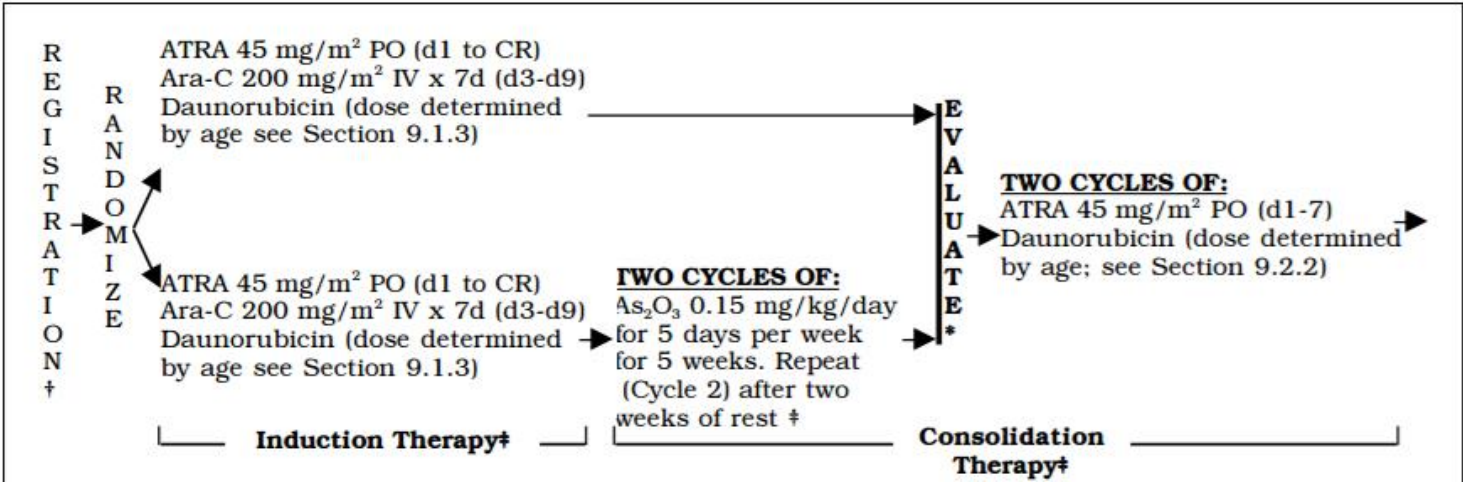 REGISTRATION†
RANDOMIZE
ATRA 45 mg/m² PO (d1 to CR)
Ara-C 200 mg/m² IV x 7d (d3-d9)
Daunorubicin (dose determined
by age see Section 9.1.3)
ATRA 45 mg/m² PO (d1 to CR)
Ara-C 200 mg/m² IV x 7d (d3-d9)
Daunorubicin (dose determined
by age see Section 9.1.3)
Induction Therapy‡
TWO CYCLES OF:
As₂O₃ 0.15 mg/kg/day
for 5 days per week
for 5 weeks. Repeat
(Cycle 2) after two
weeks of rest ‡
EVALUATE*
TWO CYCLES OF:
ATRA 45 mg/m² PO (d1-7)
Daunorubicin (dose determined
by age; see Section 9.2.2)
Consolidation
Therapy‡